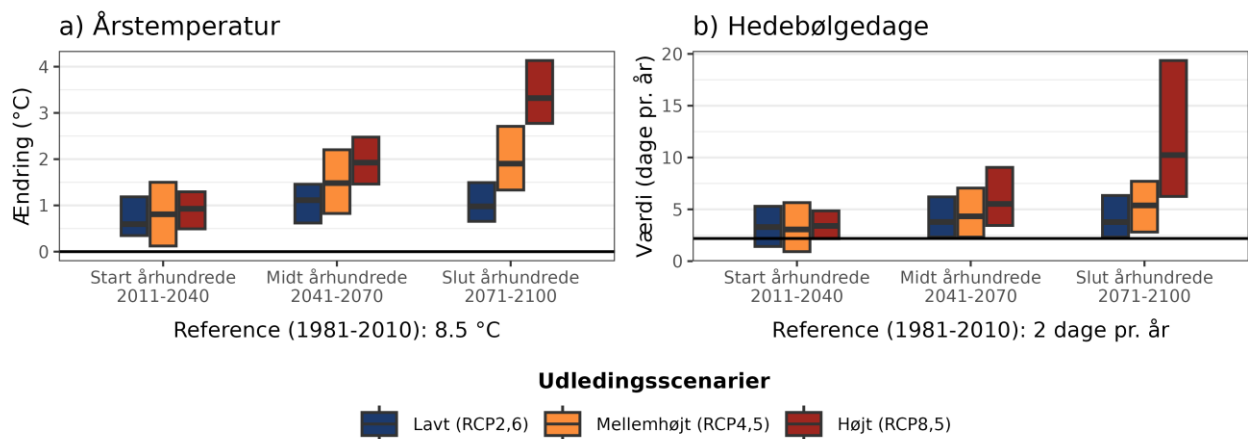 a) Årstemperatur
Ændring (°C)
4
3
2
1
0
Start århundrede
2011-2040
Midt århundrede
2041-2070
Slut århundrede
2071-2100
Reference (1981-2010): 8.5 °C
b) Hedebølgedage
Værdi (dage pr. år)
20
15
10
5
0
Start århundrede
2011-2040
Midt århundrede
2041-2070
Slut århundrede
2071-2100
Reference (1981-2010): 2 dage pr. år
Udledingsscenarier
Lavt (RCP2,6)
Mellemhøjt (RCP4,5)
Højt (RCP8,5)